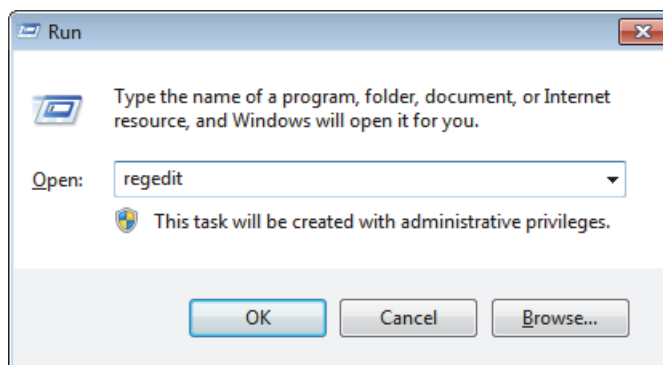 Run
Type the name of a program, folder, document, or Internet
resource, and Windows will open it for you.
Open: regedit
This task will be created with administrative privileges.
OK Cancel Browse...